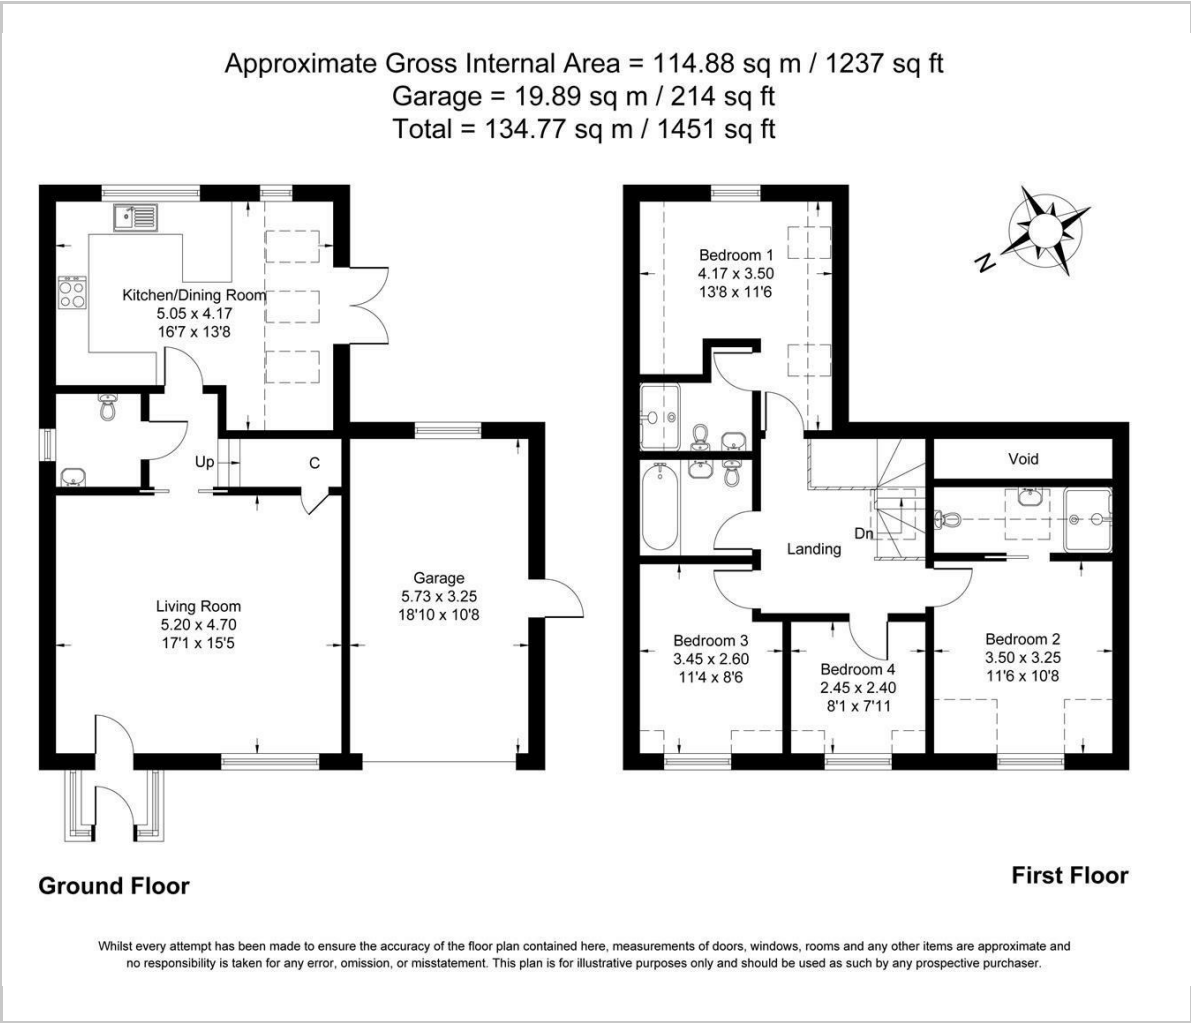 Approximate Gross Internal Area = 114.88 sq m / 1237 sq ft
Garage = 19.89 sq m / 214 sq ft
Total = 134.77 sq m / 1451 sq ft
Kitchen/Dining Room
5.05 x 4.17
16'7 x 13'8
Up
C
Living Room
5.20 x 4.70
17'1 x 15'5
Garage
5.73 x 3.25
18'10 x 10'8
Ground Floor
N
Bedroom 1
4.17 x 3.50
13'8 x 11'6
Void
Dn
Landing
Bedroom 3
3.45 x 2.60
11'4 x 8'6
Bedroom 4
2.45 x 2.40
8'1 x 7'11
Bedroom 2
3.50 x 3.25
11'6 x 10'8
First Floor
Whilst every attempt has been made to ensure the accuracy of the floor plan contained here, measurements of doors, windows, rooms and any other items are approximate and
no responsibility is taken for any error, omission, or misstatement. This plan is for illustrative purposes only and should be used as such by any prospective purchaser.